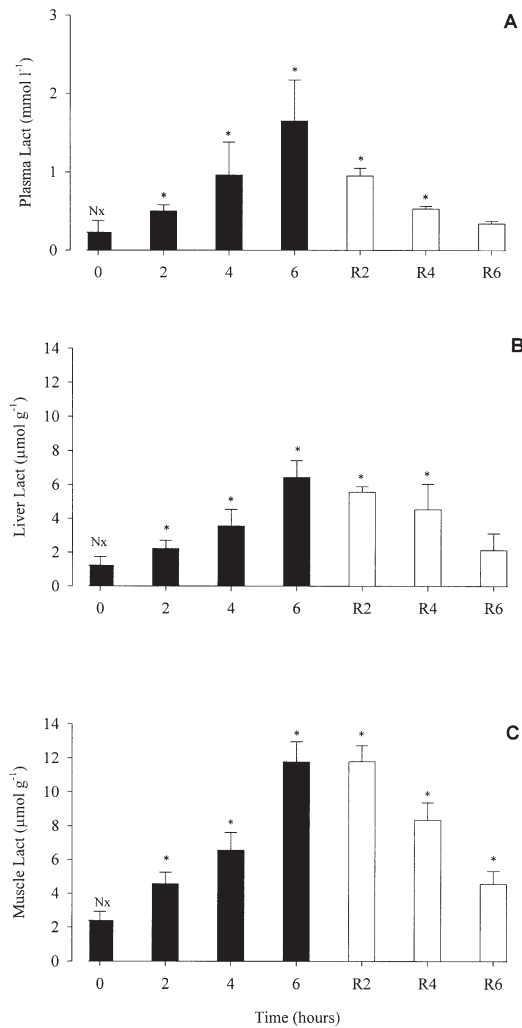 A
Plasma Lact (mmol l-1)
3
2
1
0
Nx
*
*
*
*
*
0 2 4 6 R2 R4 R6
B
Liver Lact (µmol g-1)
14
12
10
8
6
4
2
0
Nx
*
*
*
*
*
0 2 4 6 R2 R4 R6
C
Muscle Lact (µmol g-1)
14
12
10
8
6
4
2
0
Nx
*
*
*
*
*
*
0 2 4 6 R2 R4 R6
Time (hours)